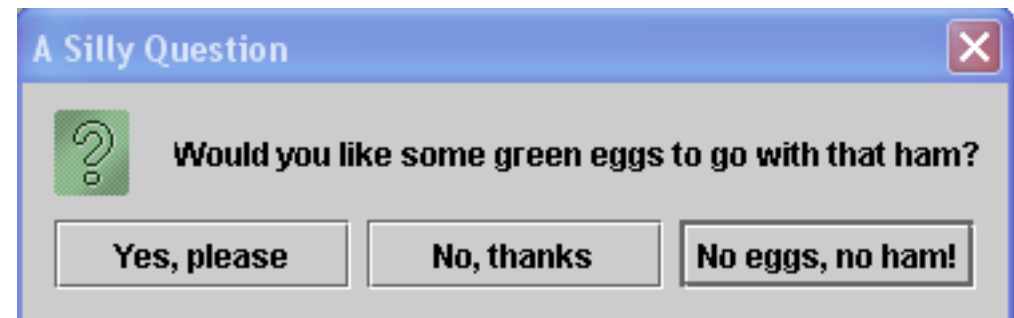 A Silly Question
Would you like some green eggs to go with that ham?
Yes, please No, thanks No eggs, no ham!